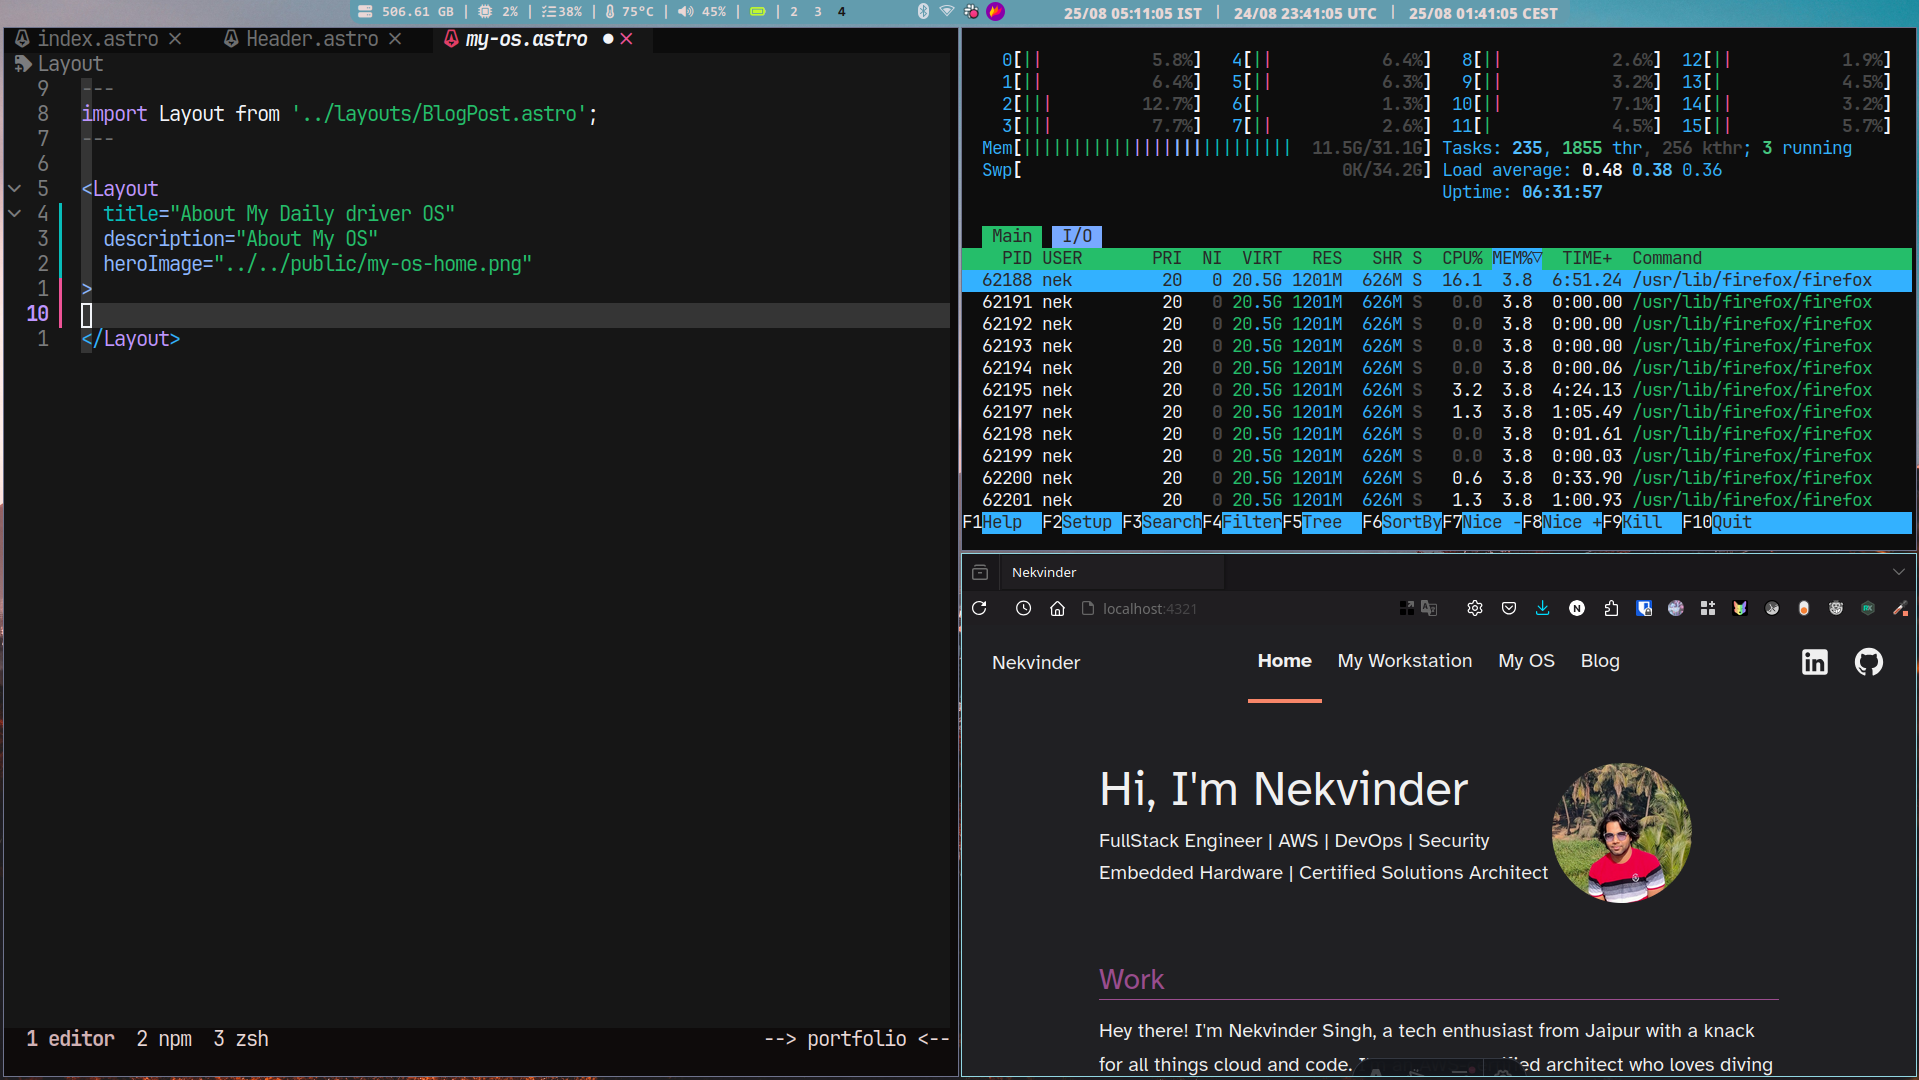 506.61 GB | 2% | 38% | 75°C | 45% | | 2 3 4
25/08 05:11:05 IST | 24/08 23:41:05 UTC | 25/08 01:41:05 CEST
index.astro × Header.astro × my-os.astro ● ×
Layout
9 ---
8 import Layout from '../layouts/BlogPost.astro';
7 ---
6
5 <Layout
4 title="About My Daily driver OS"
3 description="About My OS"
2 heroImage="../../public/my-os-home.png"
1 >
10
1 </Layout>
1 editor 2 npm 3 zsh --> portfolio <--
0[|| 5.8%] 4[|| 6.4%] 8[|| 2.6%] 12[|| 1.9%]
1[|| 6.4%] 5[|| 6.3%] 9[|| 3.2%] 13[| 4.5%]
2[||| 12.7%] 6[| 1.3%] 10[|| 7.1%] 14[|| 3.2%]
3[||| 7.7%] 7[|| 2.6%] 11[| 4.5%] 15[|| 5.7%]
Mem[||||||||||||||||||||||||| 11.5G/31.1G] Tasks: 235, 1855 thr, 256 kthr; 3 running
Swp[ 0K/34.2G] Load average: 0.48 0.38 0.36
Uptime: 06:31:57
Main I/O
PID USER PRI NI VIRT RES SHR S CPU% MEM%▽ TIME+ Command
62188 nek 20 0 20.5G 1201M 626M S 16.1 3.8 6:51.24 /usr/lib/firefox/firefox
62191 nek 20 0 20.5G 1201M 626M S 0.0 3.8 0:00.00 /usr/lib/firefox/firefox
62192 nek 20 0 20.5G 1201M 626M S 0.0 3.8 0:00.00 /usr/lib/firefox/firefox
62193 nek 20 0 20.5G 1201M 626M S 0.0 3.8 0:00.00 /usr/lib/firefox/firefox
62194 nek 20 0 20.5G 1201M 626M S 0.0 3.8 0:00.06 /usr/lib/firefox/firefox
62195 nek 20 0 20.5G 1201M 626M S 3.2 3.8 4:24.13 /usr/lib/firefox/firefox
62197 nek 20 0 20.5G 1201M 626M S 1.3 3.8 1:05.49 /usr/lib/firefox/firefox
62198 nek 20 0 20.5G 1201M 626M S 0.0 3.8 0:01.61 /usr/lib/firefox/firefox
62199 nek 20 0 20.5G 1201M 626M S 0.0 3.8 0:00.03 /usr/lib/firefox/firefox
62200 nek 20 0 20.5G 1201M 626M S 0.6 3.8 0:33.90 /usr/lib/firefox/firefox
62201 nek 20 0 20.5G 1201M 626M S 1.3 3.8 1:00.93 /usr/lib/firefox/firefox
F1Help F2Setup F3SearchF4FilterF5Tree F6SortByF7Nice -F8Nice +F9Kill F10Quit
Nekvinder
localhost:4321
Nekvinder Home My Workstation My OS Blog
Hi, I'm Nekvinder
FullStack Engineer | AWS | DevOps | Security
Embedded Hardware | Certified Solutions Architect
Work
Hey there! I'm Nekvinder Singh, a tech enthusiast from Jaipur with a knack
for all things cloud and code. architect who loves diving